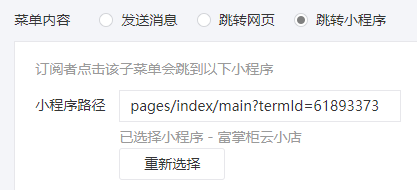 菜单内容 发送消息 跳转网页 跳转小程序
订阅者点击该子菜单会跳到以下小程序
小程序路径 pages/index/main?termId=61893373
已选择小程序 - 富掌柜云小店
重新选择